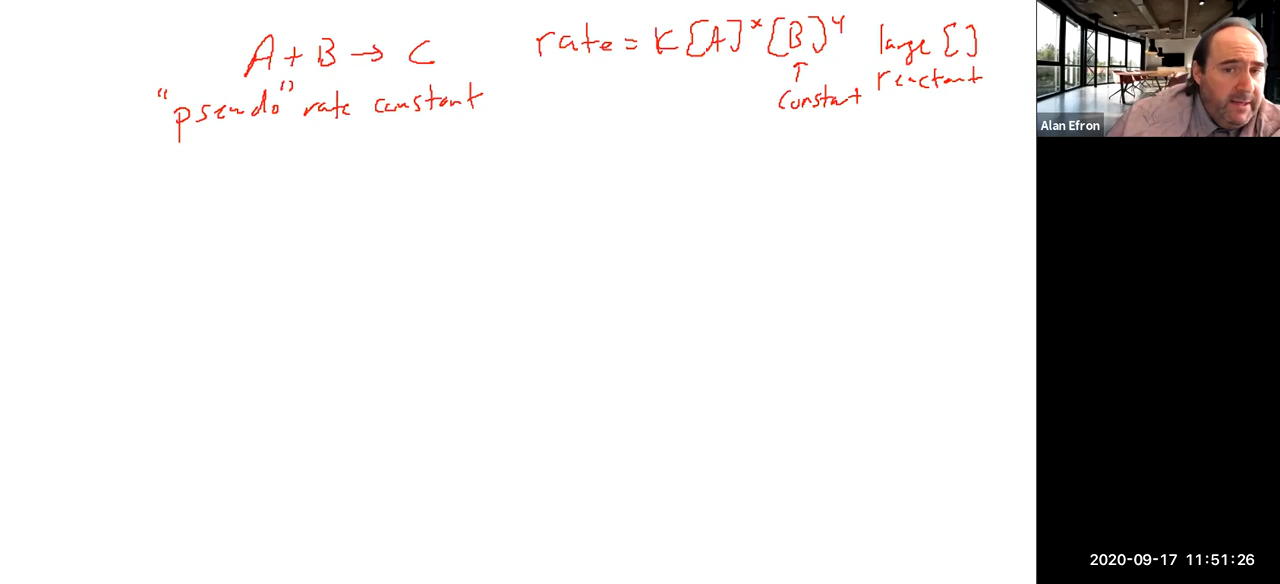 A + B → C
"pseudo" rate constant
rate = K[A]^x [B]^y
↑
constant
large [ ]
reactant
Alan Efron
2020-09-17 11:51:26